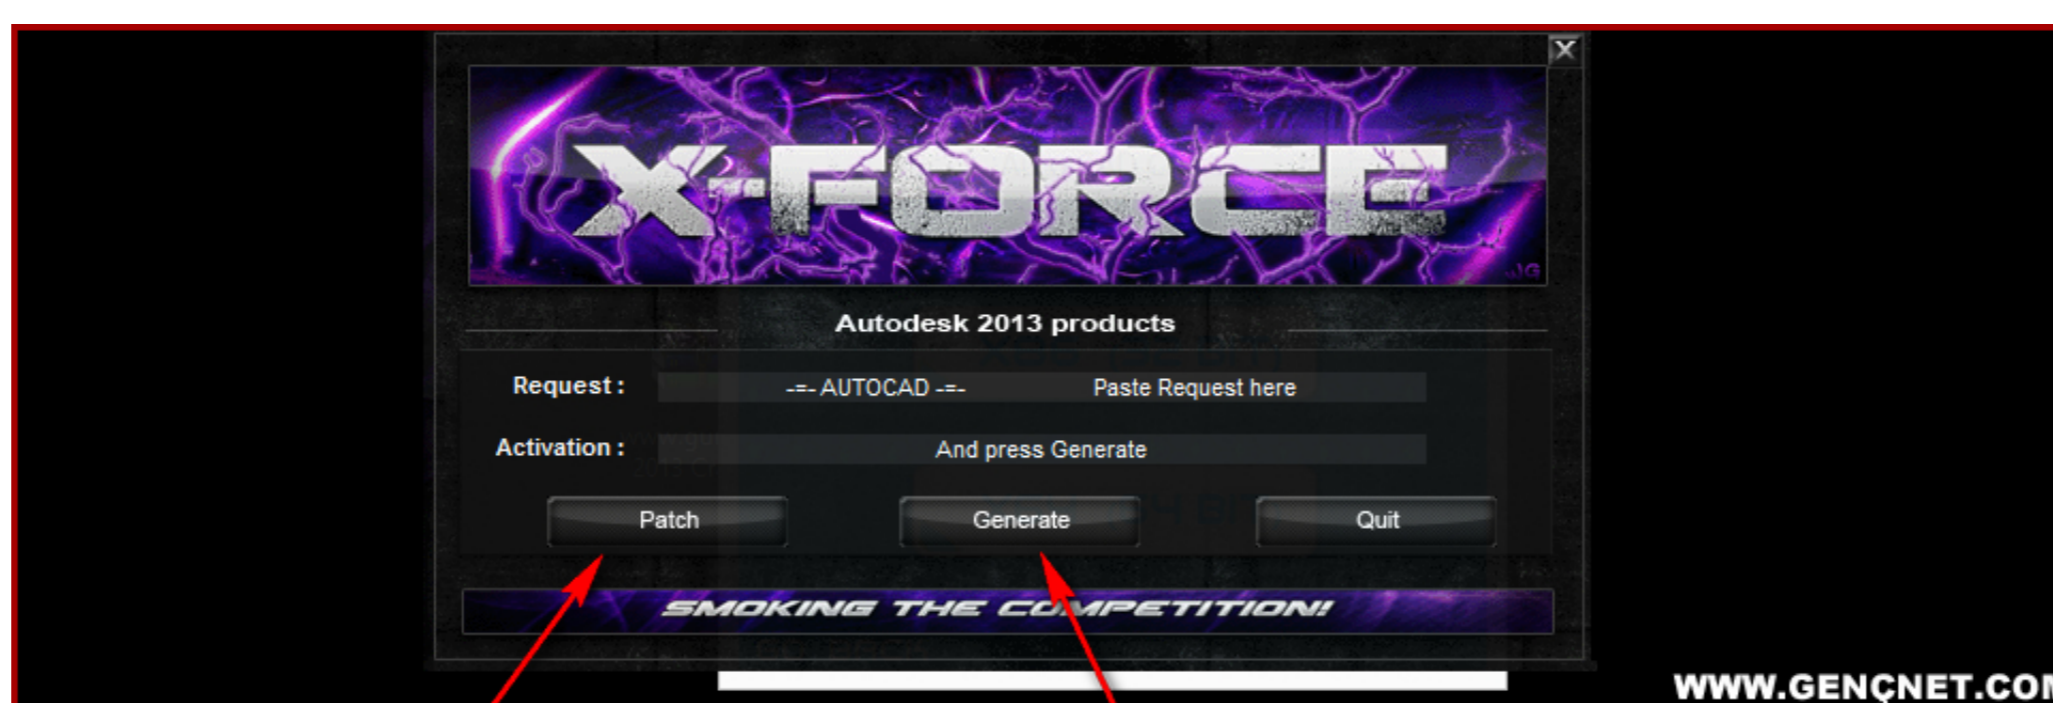 X
X-FORCE
Autodesk 2013 products
Request : -=- AUTOCAD -=- Paste Request here
Activation : And press Generate
Patch Generate Quit
SMOKING THE COMPETITION!
WWW.GENÇNET.COM